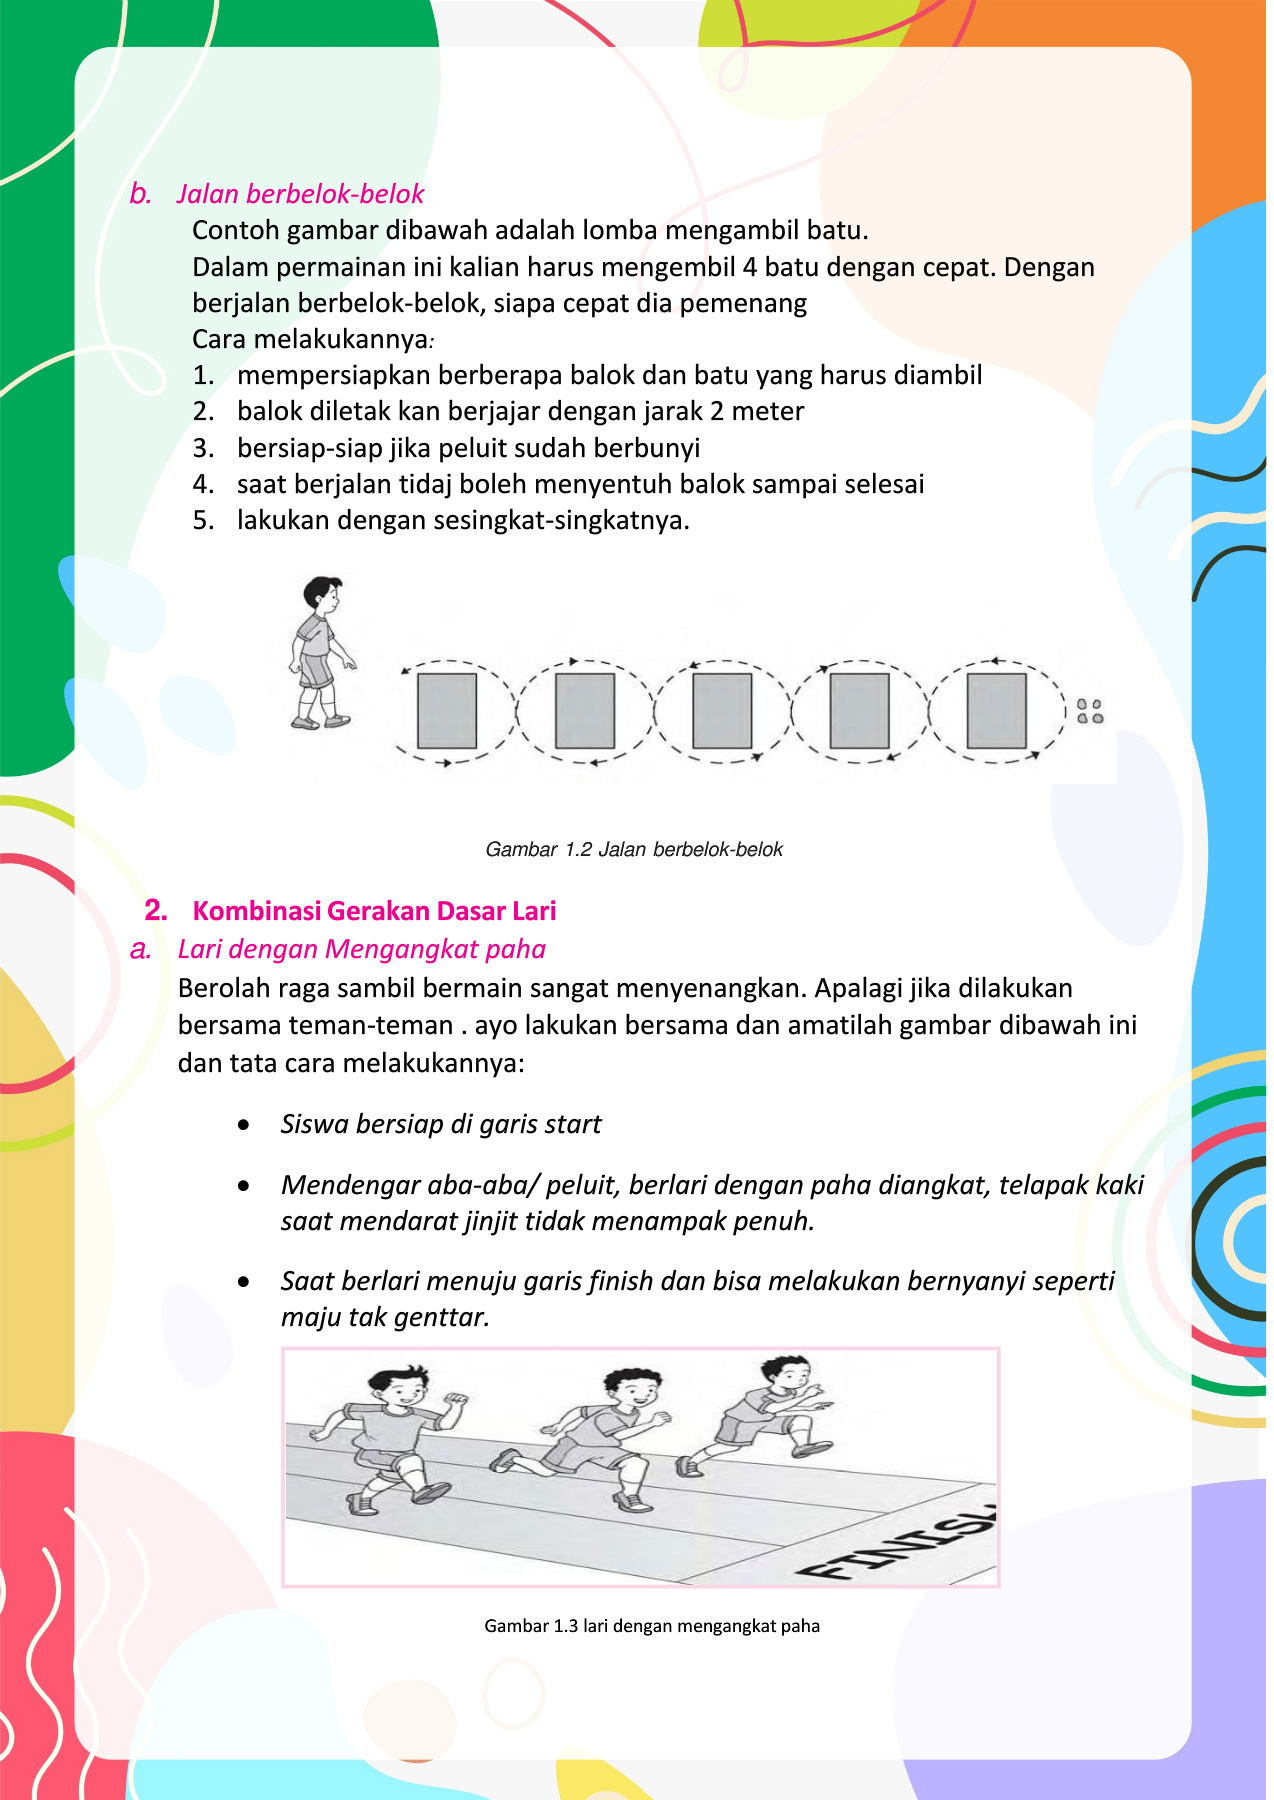 b. Jalan berbelok-belok
Contoh gambar dibawah adalah lomba mengambil batu.
Dalam permainan ini kalian harus mengembil 4 batu dengan cepat. Dengan
berjalan berbelok-belok, siapa cepat dia pemenang
Cara melakukannya:
1. mempersiapkan berberapa balok dan batu yang harus diambil
2. balok diletak kan berjajar dengan jarak 2 meter
3. bersiap-siap jika peluit sudah berbunyi
4. saat berjalan tidaj boleh menyentuh balok sampai selesai
5. lakukan dengan sesingkat-singkatnya.
Gambar 1.2 Jalan berbelok-belok
2. Kombinasi Gerakan Dasar Lari
a. Lari dengan Mengangkat paha
Berolah raga sambil bermain sangat menyenangkan. Apalagi jika dilakukan
bersama teman-teman . ayo lakukan bersama dan amatilah gambar dibawah ini
dan tata cara melakukannya:
• Siswa bersiap di garis start
• Mendengar aba-aba/ peluit, berlari dengan paha diangkat, telapak kaki
saat mendarat jinjit tidak menampak penuh.
• Saat berlari menuju garis finish dan bisa melakukan bernyanyi seperti
maju tak genttar.
FINISH
Gambar 1.3 lari dengan mengangkat paha